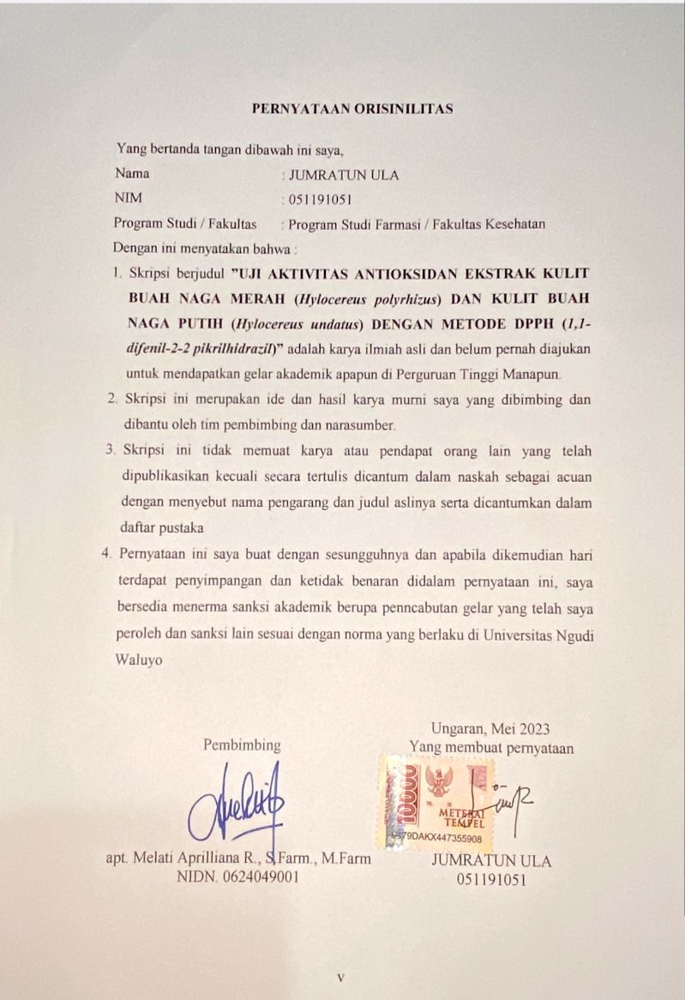 PERNYATAAN ORISINILITAS
Yang bertanda tangan dibawah ini saya,
Nama : JUMRATUN ULA
NIM : 051191051
Program Studi / Fakultas : Program Studi Farmasi / Fakultas Kesehatan
Dengan ini menyatakan bahwa :
1. Skripsi berjudul "UJI AKTIVITAS ANTIOKSIDAN EKSTRAK KULIT
BUAH NAGA MERAH (Hylocereus polyrhizus) DAN KULIT BUAH
NAGA PUTIH (Hylocereus undatus) DENGAN METODE DPPH (1,1-
difenil-2-2 pikrilhidrazil)" adalah karya ilmiah asli dan belum pernah diajukan
untuk mendapatkan gelar akademik apapun di Perguruan Tinggi Manapun.
2. Skripsi ini merupakan ide dan hasil karya murni saya yang dibimbing dan
dibantu oleh tim pembimbing dan narasumber.
3. Skripsi ini tidak memuat karya atau pendapat orang lain yang telah
dipublikasikan kecuali secara tertulis dicantum dalam naskah sebagai acuan
dengan menyebut nama pengarang dan judul aslinya serta dicantumkan dalam
daftar pustaka
4. Pernyataan ini saya buat dengan sesungguhnya dan apabila dikemudian hari
terdapat penyimpangan dan ketidak benaran didalam pernyataan ini, saya
bersedia menerma sanksi akademik berupa penncabutan gelar yang telah saya
peroleh dan sanksi lain sesuai dengan norma yang berlaku di Universitas Ngudi
Waluyo
Ungaran, Mei 2023
Pembimbing
Yang membuat pernyataan
10000
METERAI
TEMPEL
79DAKX447355908
apt. Melati Aprilliana R., S.Farm., M.Farm
NIDN. 0624049001
JUMRATUN ULA
051191051
v